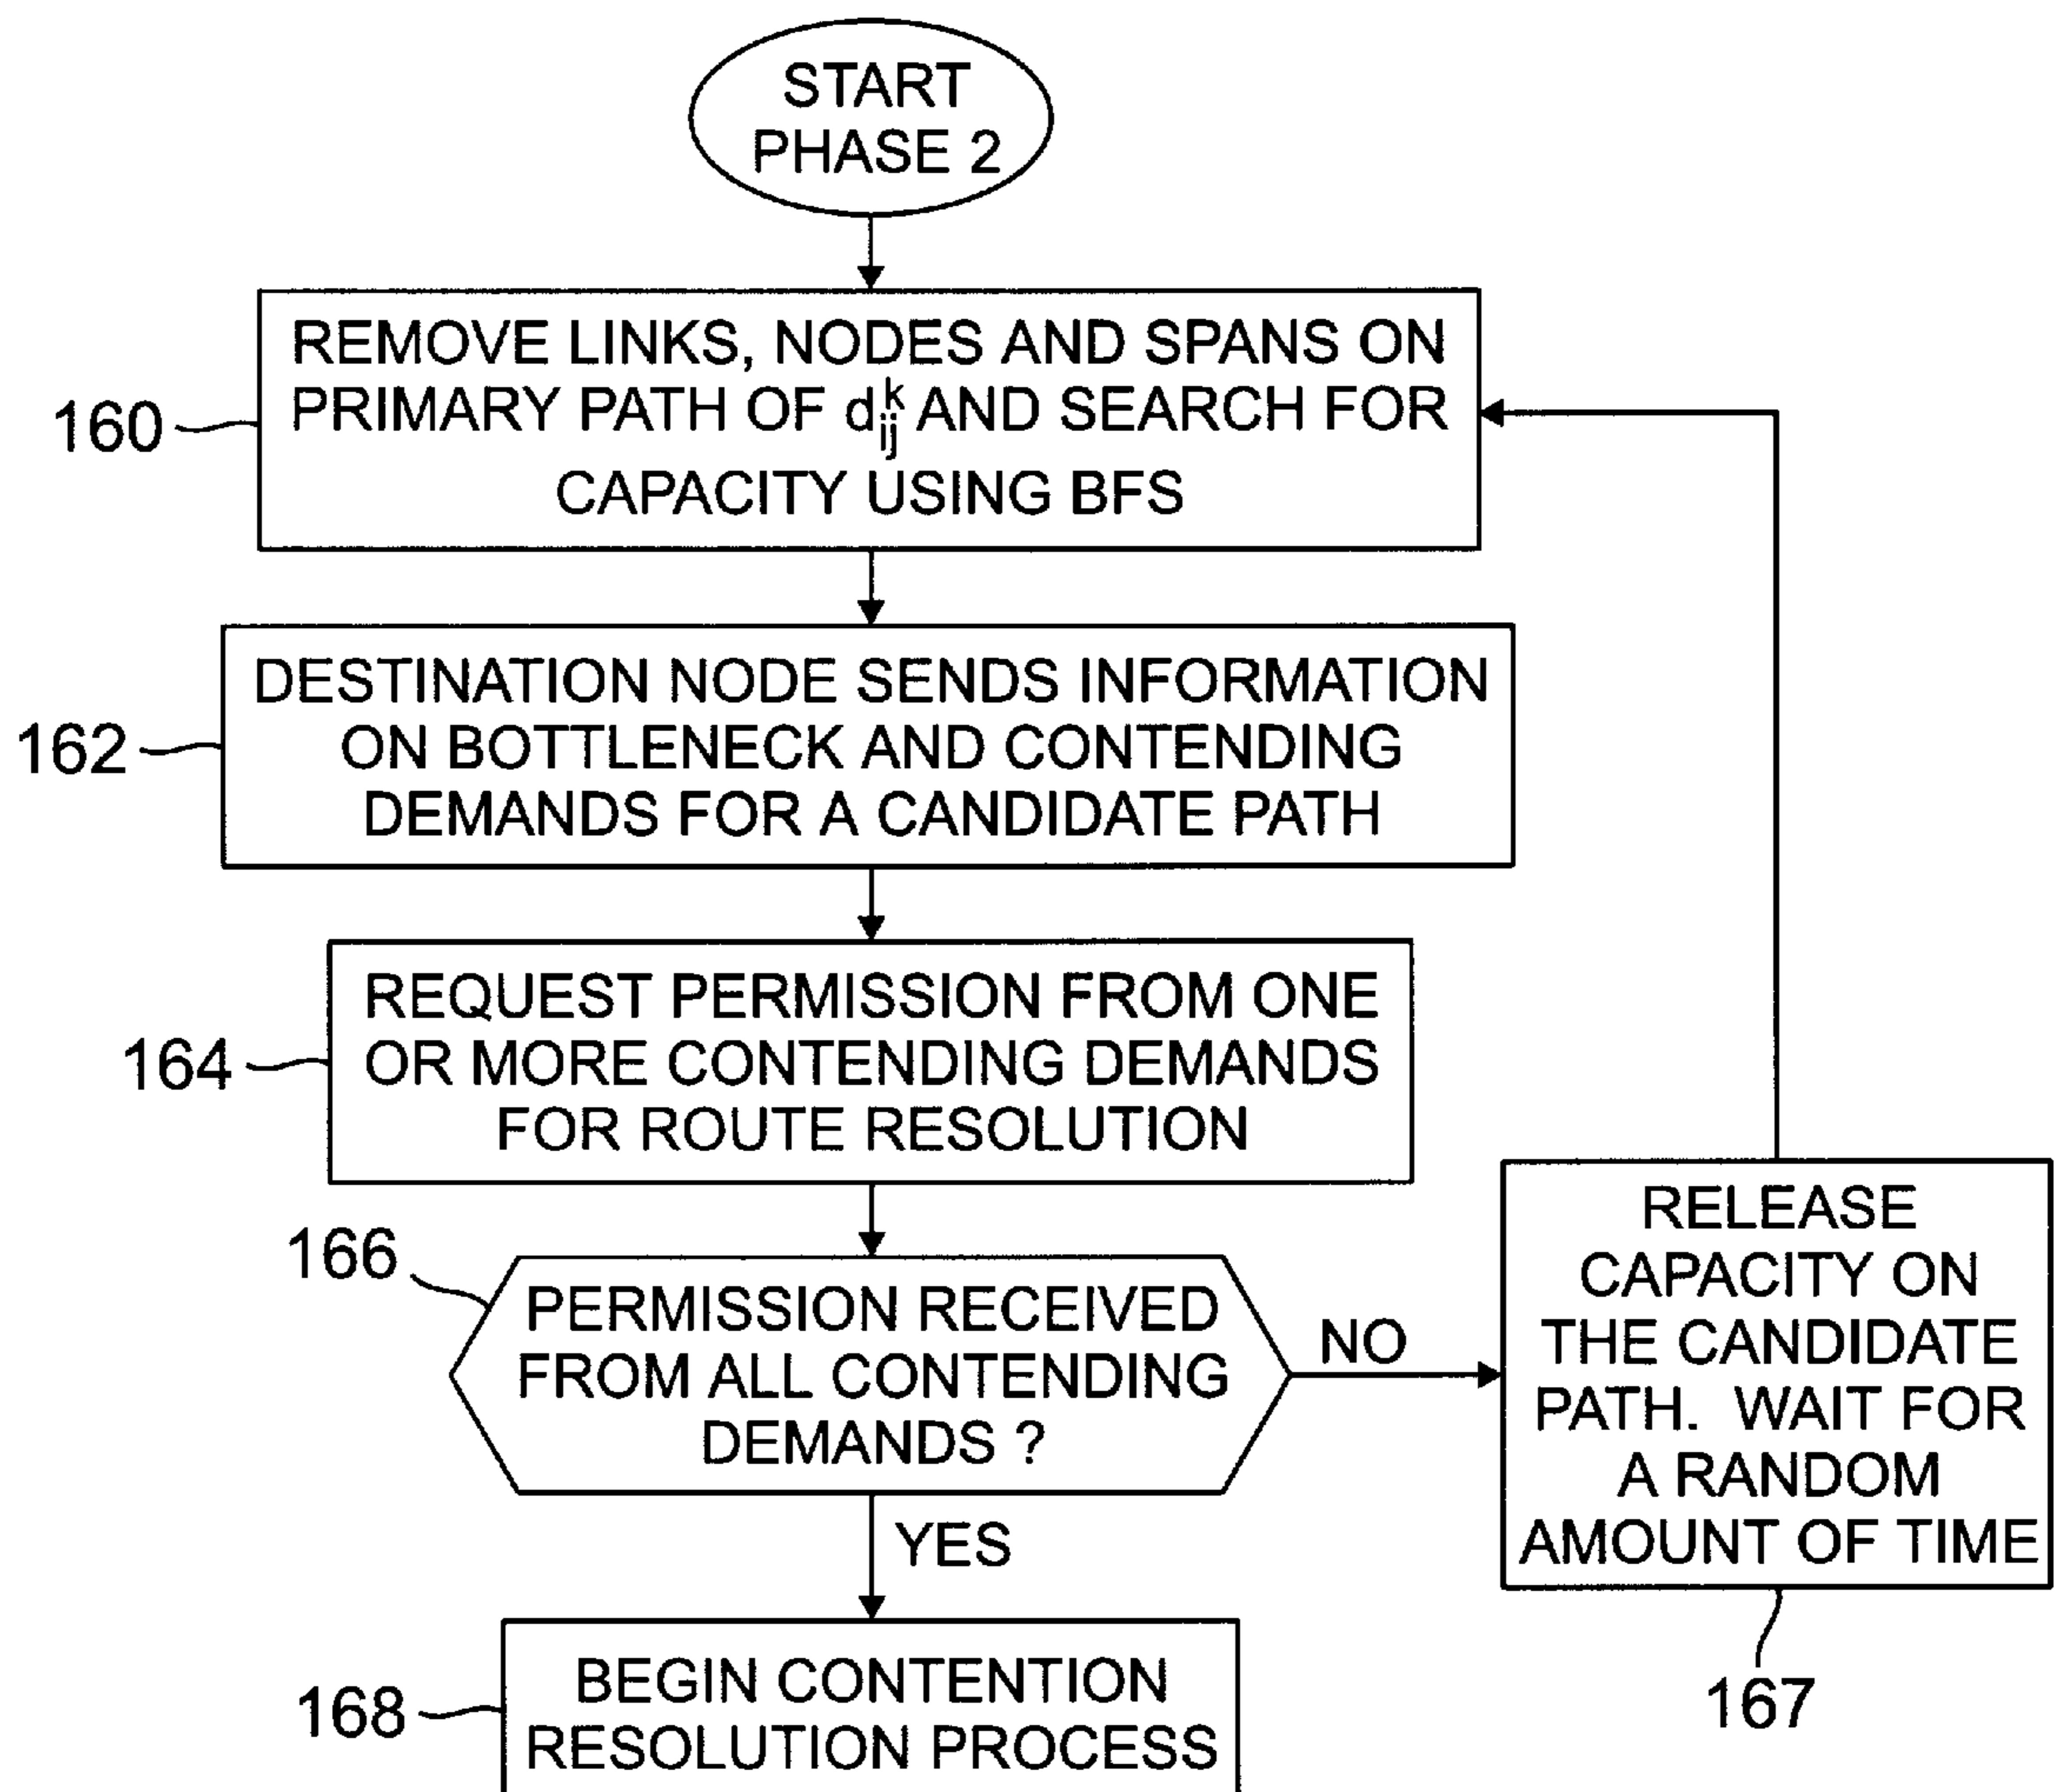 START
PHASE 2
160
REMOVE LINKS, NODES AND SPANS ON
PRIMARY PATH OF d^k_ij AND SEARCH FOR
CAPACITY USING BFS
162
DESTINATION NODE SENDS INFORMATION
ON BOTTLENECK AND CONTENDING
DEMANDS FOR A CANDIDATE PATH
164
REQUEST PERMISSION FROM ONE
OR MORE CONTENDING DEMANDS
FOR ROUTE RESOLUTION
166
PERMISSION RECEIVED
FROM ALL CONTENDING
DEMANDS ?
NO
RELEASE
CAPACITY ON
THE CANDIDATE
PATH. WAIT FOR
A RANDOM
AMOUNT OF TIME
167
YES
168
BEGIN CONTENTION
RESOLUTION PROCESS